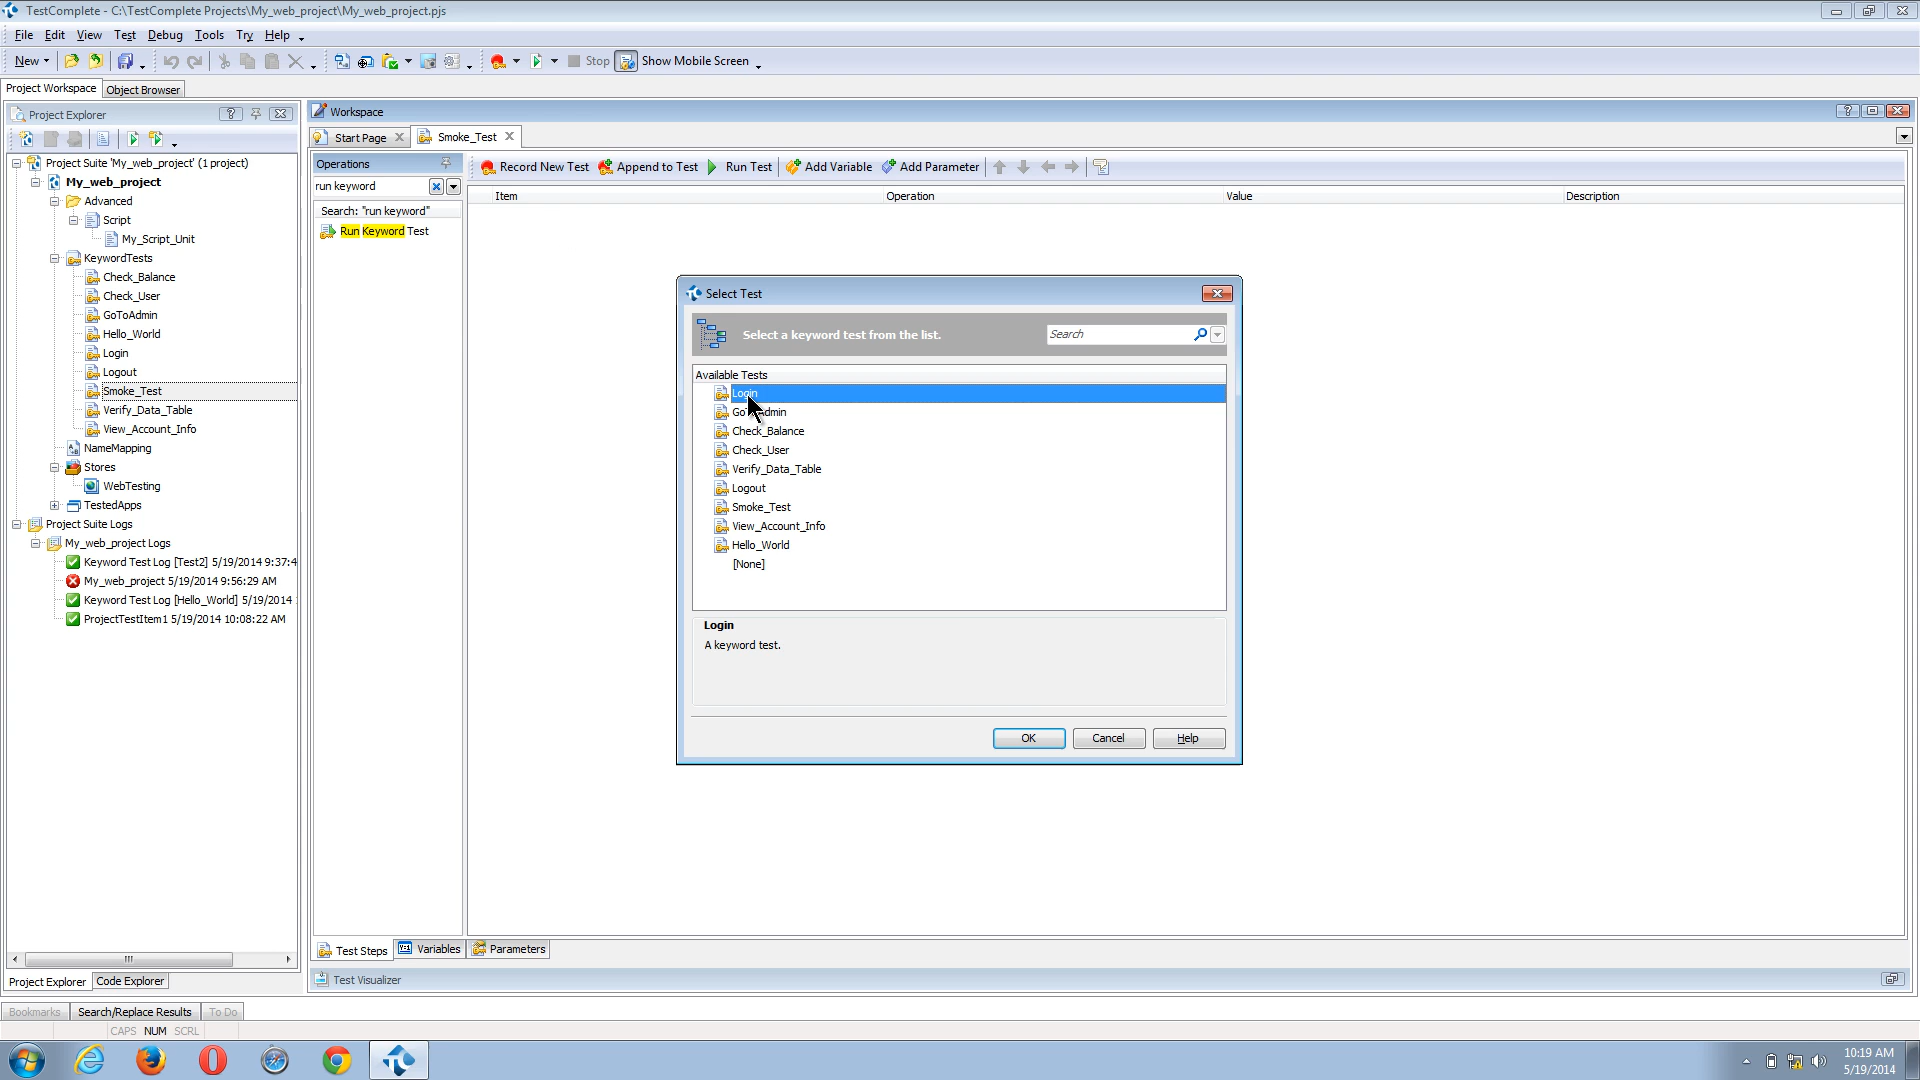 TestComplete - C:\TestComplete Projects\My_web_project\My_web_project.pjs
File Edit View Test Debug Tools Try Help
New Stop Show Mobile Screen
Project Workspace Object Browser
Project Explorer
Project Suite 'My_web_project' (1 project)
My_web_project
Advanced
Script
My_Script_Unit
KeywordTests
Check_Balance
Check_User
GoToAdmin
Hello_World
Login
Logout
Smoke_Test
Verify_Data_Table
View_Account_Info
NameMapping
Stores
WebTesting
TestedApps
Project Suite Logs
My_web_project Logs
Keyword Test Log [Test2] 5/19/2014 9:37:4
My_web_project 5/19/2014 9:56:29 AM
Keyword Test Log [Hello_World] 5/19/2014
ProjectTestItem1 5/19/2014 10:08:22 AM
Project Explorer Code Explorer
Workspace
Start Page Smoke_Test
Operations
run keyword
Search: "run keyword"
Run Keyword Test
Record New Test Append to Test Run Test Add Variable Add Parameter
Item Operation Value Description
Select Test
Select a keyword test from the list.
Search
Available Tests
Login
Check_Balance
Check_User
Verify_Data_Table
Logout
Smoke_Test
View_Account_Info
Hello_World
[None]
Login
A keyword test.
OK Cancel Help
Test Steps Variables Parameters
Test Visualizer
Bookmarks Search/Replace Results To Do
CAPS NUM SCRL
10:19 AM
5/19/2014